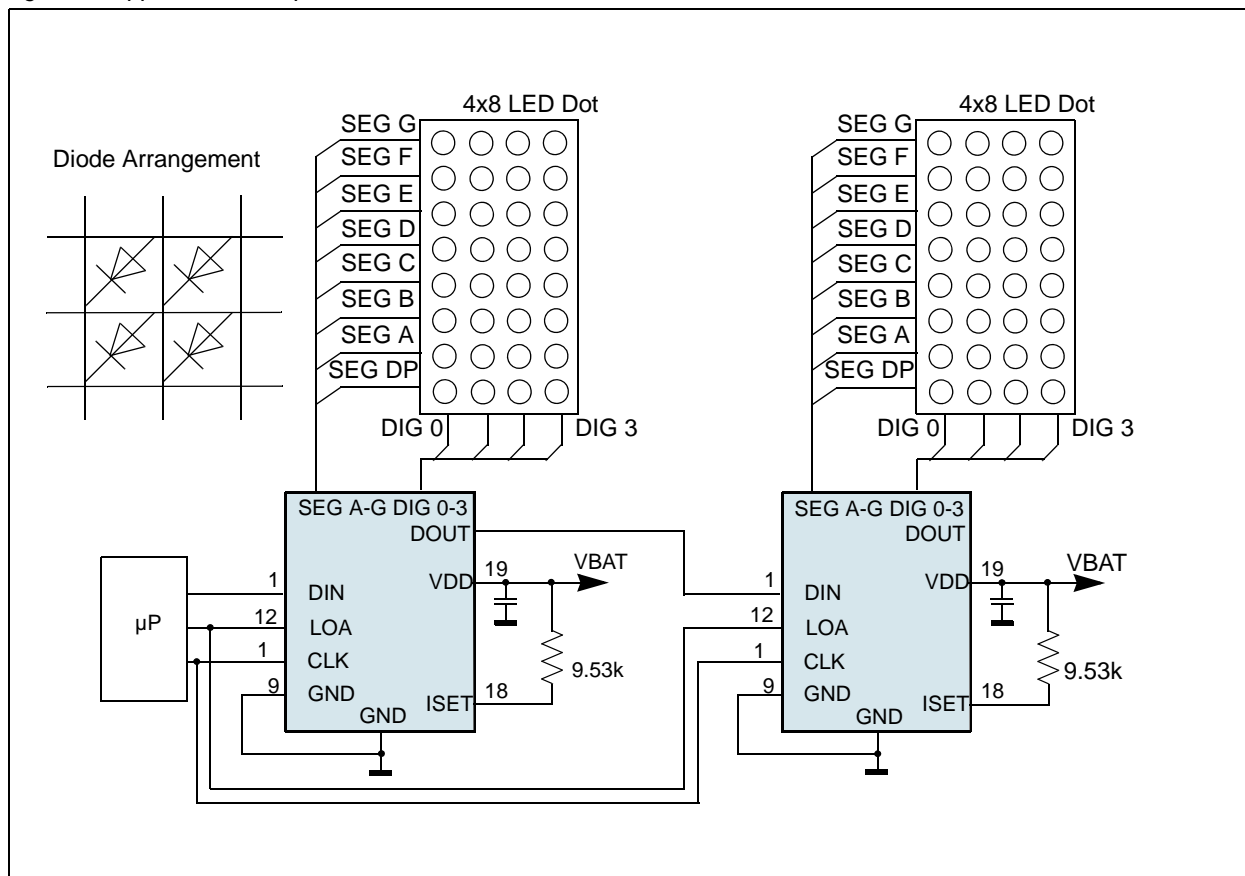 4x8 LED Dot
SEG G
SEG F
SEG E
SEG D
SEG C
SEG B
SEG A
SEG DP
DIG 0
DIG 3
4x8 LED Dot
SEG G
SEG F
SEG E
SEG D
SEG C
SEG B
SEG A
SEG DP
DIG 0
DIG 3
Diode Arrangement
µP
SEG A-G DIG 0-3
DOUT
1
DIN
12
LOA
1
CLK
9
GND
GND
VDD
19
VBAT
9.53k
ISET
18
SEG A-G DIG 0-3
DOUT
1
DIN
12
LOA
1
CLK
9
GND
GND
VDD
19
VBAT
9.53k
ISET
18